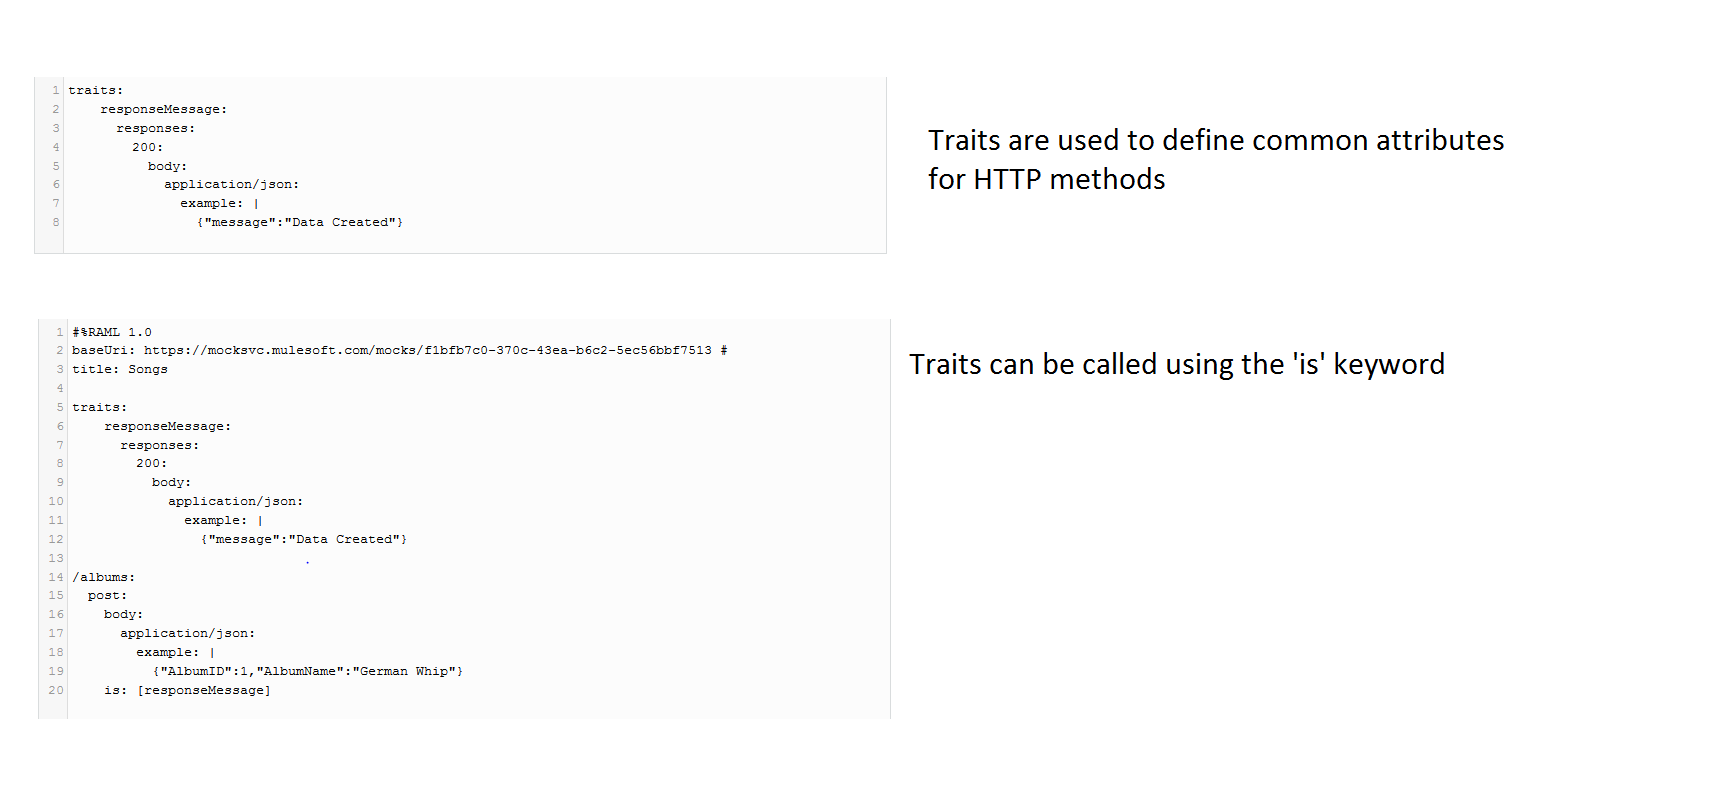 1 traits:
2     responseMessage:
3       responses:
4         200:
5           body:
6             application/json:
7               example: |
8                 {"message":"Data Created"}
Traits are used to define common attributes
for HTTP methods
1 #%RAML 1.0
2 baseUri: https://mocksvc.mulesoft.com/mocks/f1bfb7c0-370c-43ea-b6c2-5ec56bbf7513 #
3 title: Songs
4
5 traits:
6     responseMessage:
7       responses:
8         200:
9           body:
10             application/json:
11               example: |
12                 {"message":"Data Created"}
13
14 /albums:
15   post:
16     body:
17       application/json:
18         example: |
19           {"AlbumID":1,"AlbumName":"German Whip"}
20     is: [responseMessage]
Traits can be called using the 'is' keyword